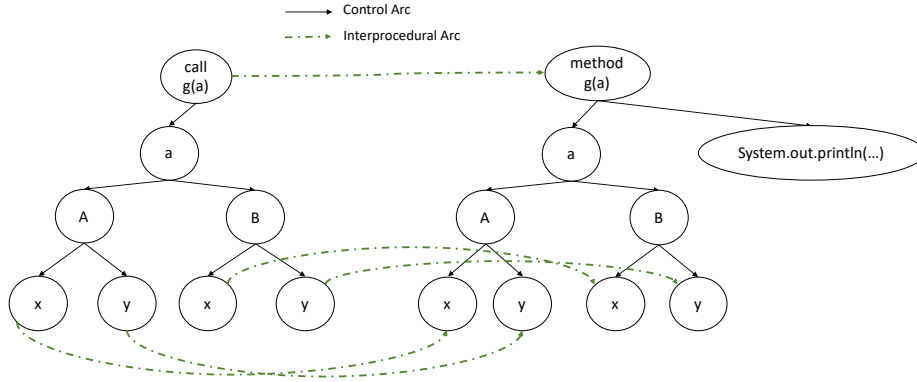 Control Arc
Interprocedural Arc
call
g(a)
method
g(a)
a
a
System.out.println(...)
A
B
A
B
x
y
x
y
x
y
x
y